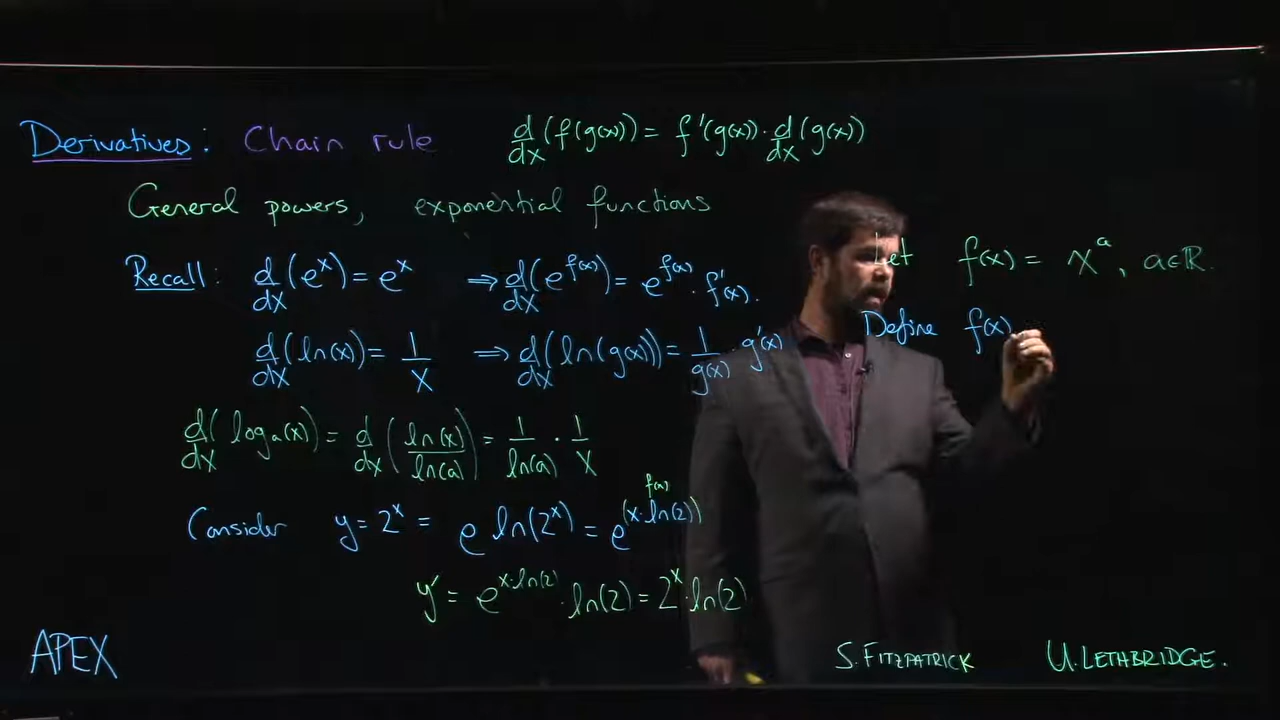 Derivatives: Chain rule d/dx(f(g(x))) = f'(g(x)) · d/dx(g(x))
General powers, exponential functions
Recall: d/dx(e^x) = e^x ⇒ d/dx(e^{f(x)}) = e^{f(x)} · f'(x).
d/dx(ln(x)) = 1/x ⇒ d/dx(ln(g(x))) = 1/g(x) · g'(x)
d/dx(log_a(x)) = d/dx(ln(x)/ln(a)) = 1/ln(a) · 1/x
f(x)
Consider y = 2^x = e ln(2^x) = e^{(x·ln(2))}
y' = e^{x·ln(2)} · ln(2) = 2^x · ln(2)
Let f(x) = x^a, a∈ℝ.
Define f(x)
APEX
S. FITZPATRICK U. LETHBRIDGE.